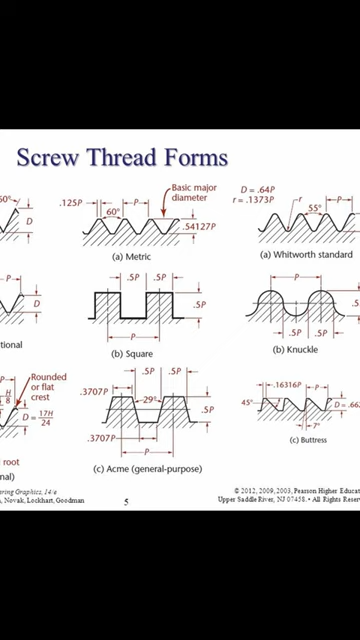 Screw Thread Forms
60°
D
P
D
tional
P
H
8
Rounded
or flat
crest
D = 17H
24
root
nal)
.125P
60°
P
Basic major
diameter
.54127P
(a) Metric
.5P
.5P
.5P
P
(b) Square
.5P
.5P
.3707P
29°
.5P
.3707P
P
(c) Acme (general-purpose)
D = .64P
r = .1373P
r
55°
P
(a) Whitworth standard
P
.5P
.5P
(b) Knuckle
.16316P
P
45°
D = .66
7°
(c) Buttress
ering Graphics, 14/e
, Novak, Lockhart, Goodman
5
© 2012, 2009, 2003, Pearson Higher Educa
Upper Saddle River, NJ 07458. • All Rights Reser